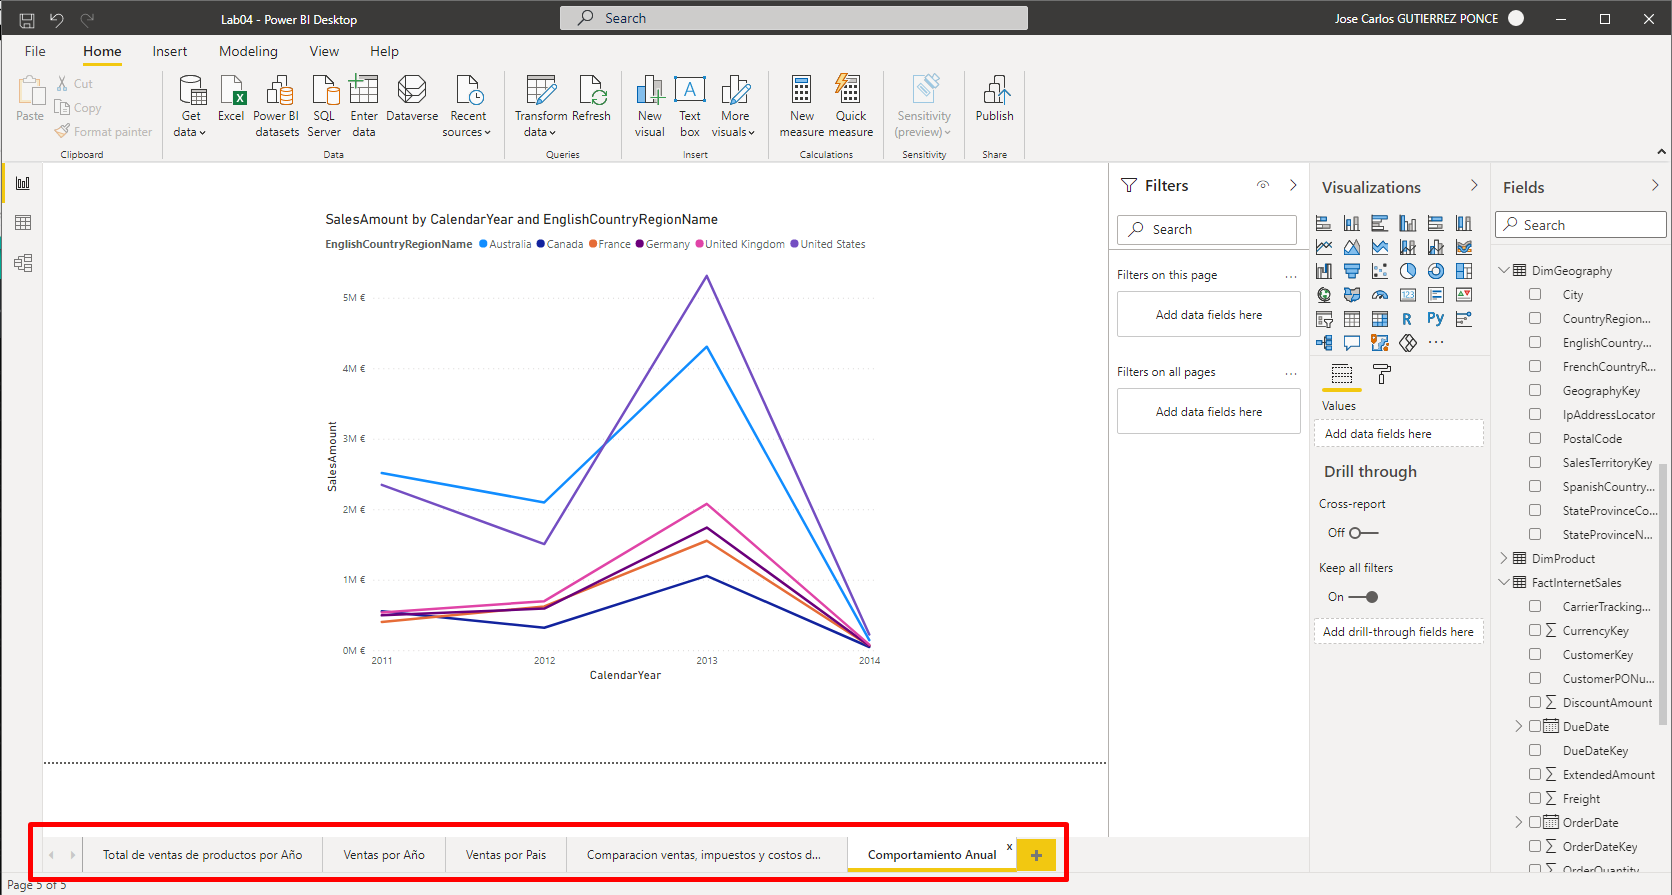 Lab04 - Power BI Desktop
Search
Jose Carlos GUTIERREZ PONCE
File
Home
Insert
Modeling
View
Help
Paste
Cut
Copy
Format painter
Clipboard
Get data
Excel
Power BI datasets
SQL Server
Enter data
Dataverse
Recent sources
Data
Transform data
Refresh
Queries
New visual
A
Text box
More visuals
Insert
New measure
Quick measure
Calculations
Sensitivity (preview)
Sensitivity
Publish
Share
SalesAmount by CalendarYear and EnglishCountryRegionName
EnglishCountryRegionName Australia Canada France Germany United Kingdom United States
5M €
4M €
3M €
2M €
1M €
0M €
SalesAmount
2011 2012 2013 2014
CalendarYear
Filters
Search
Filters on this page ...
Add data fields here
Filters on all pages ...
Add data fields here
Visualizations
123
R
Py
...
Values
Add data fields here
Drill through
Cross-report
Off
Keep all filters
On
Add drill-through fields here
Fields
Search
DimGeography
City
CountryRegion...
EnglishCountry...
FrenchCountryR...
GeographyKey
IpAddressLocator
PostalCode
SalesTerritoryKey
SpanishCountry...
StateProvinceCo...
StateProvinceN...
DimProduct
FactInternetSales
CarrierTracking...
∑ CurrencyKey
CustomerKey
CustomerPONu...
∑ DiscountAmount
DueDate
DueDateKey
∑ ExtendedAmount
∑ Freight
OrderDate
∑ OrderDateKey
∑ OrderQuantity
Total de ventas de productos por Año
Ventas por Año
Ventas por Pais
Comparacion ventas, impuestos y costos d...
Comportamiento Anual
x
+
Page 5 of 5